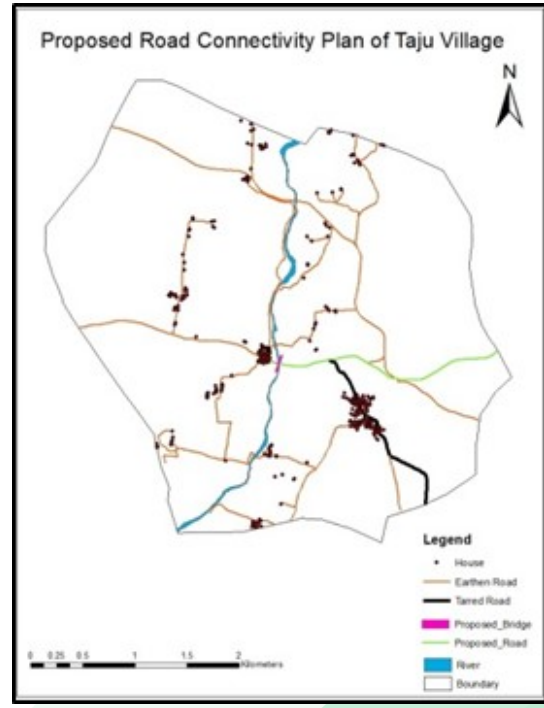 Proposed Road Connectivity Plan of Taju Village
N
Legend
House
Earthen Road
Tarred Road
Proposed_Bridge
Proposed_Road
River
Boundary
0 0.25 0.5 1 1.5 2
Kilometers